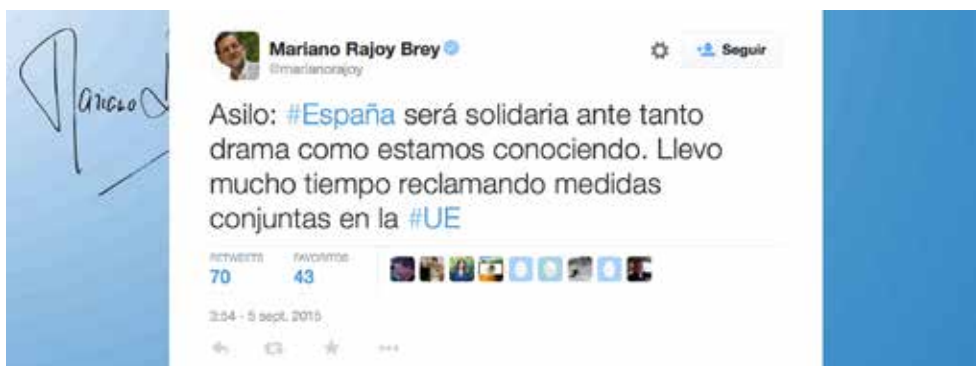 Mariano Rajoy Brey
@marianorajoy
Seguir
Mariano
Asilo: #España será solidaria ante tanto
drama como estamos conociendo. Llevo
mucho tiempo reclamando medidas
conjuntas en la #UE
RETWEETS FAVORITOS
70 43
3:54 - 5 sept. 2015